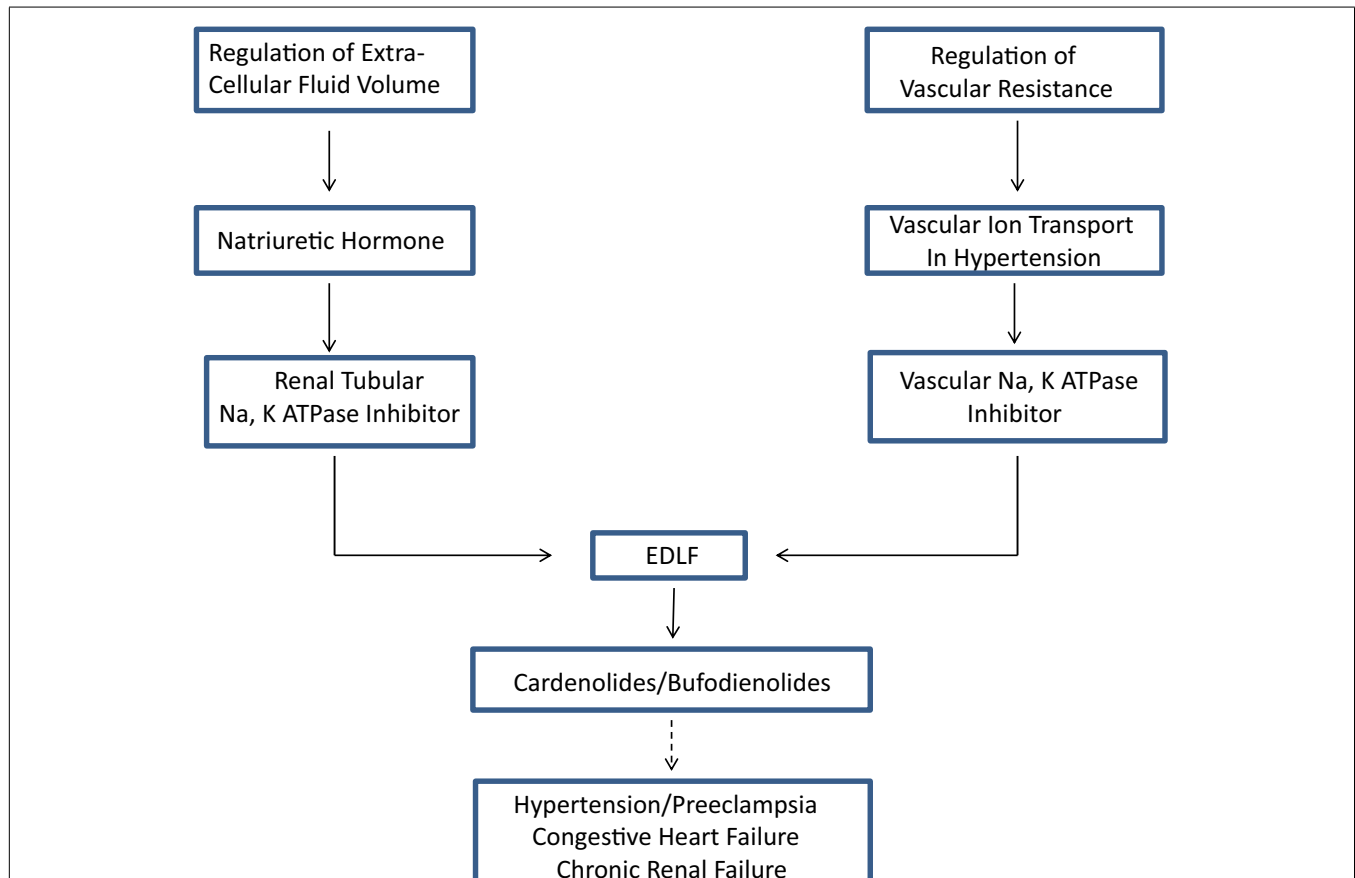 Regulation of Extra-
Cellular Fluid Volume
Regulation of
Vascular Resistance
Natriuretic Hormone
Vascular Ion Transport
In Hypertension
Renal Tubular
Na, K ATPase Inhibitor
Vascular Na, K ATPase
Inhibitor
EDLF
Cardenolides/Bufodienolides
Hypertension/Preeclampsia
Congestive Heart Failure
Chronic Renal Failure